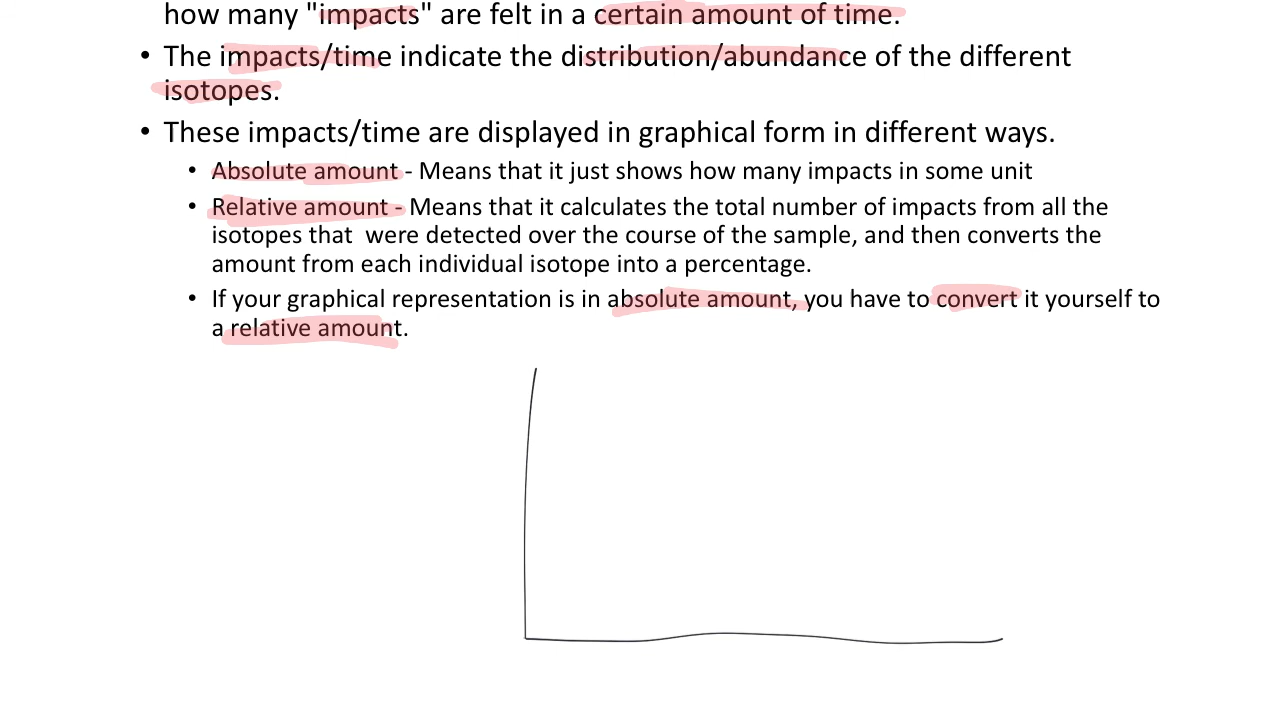 how many "impacts" are felt in a certain amount of time.
• The impacts/time indicate the distribution/abundance of the different
isotopes.
• These impacts/time are displayed in graphical form in different ways.
• Absolute amount - Means that it just shows how many impacts in some unit
• Relative amount - Means that it calculates the total number of impacts from all the
isotopes that  were detected over the course of the sample, and then converts the
amount from each individual isotope into a percentage.
• If your graphical representation is in absolute amount, you have to convert it yourself to
a relative amount.